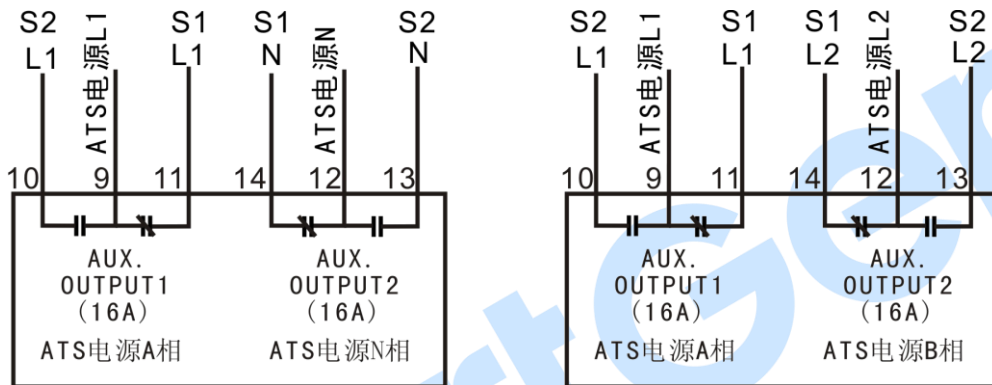 S2 S1 S1 S2
L1 ATS电源L1 L1 N ATS电源N N
10 9 11 14 12 13
AUX. AUX.
OUTPUT1 OUTPUT2
(16A) (16A)
ATS电源A相 ATS电源N相
S2 S1 S1 S2
L1 ATS电源L1 L1 L2 ATS电源L2 L2
10 9 11 14 12 13
AUX. AUX.
OUTPUT1 OUTPUT2
(16A) (16A)
ATS电源A相 ATS电源B相